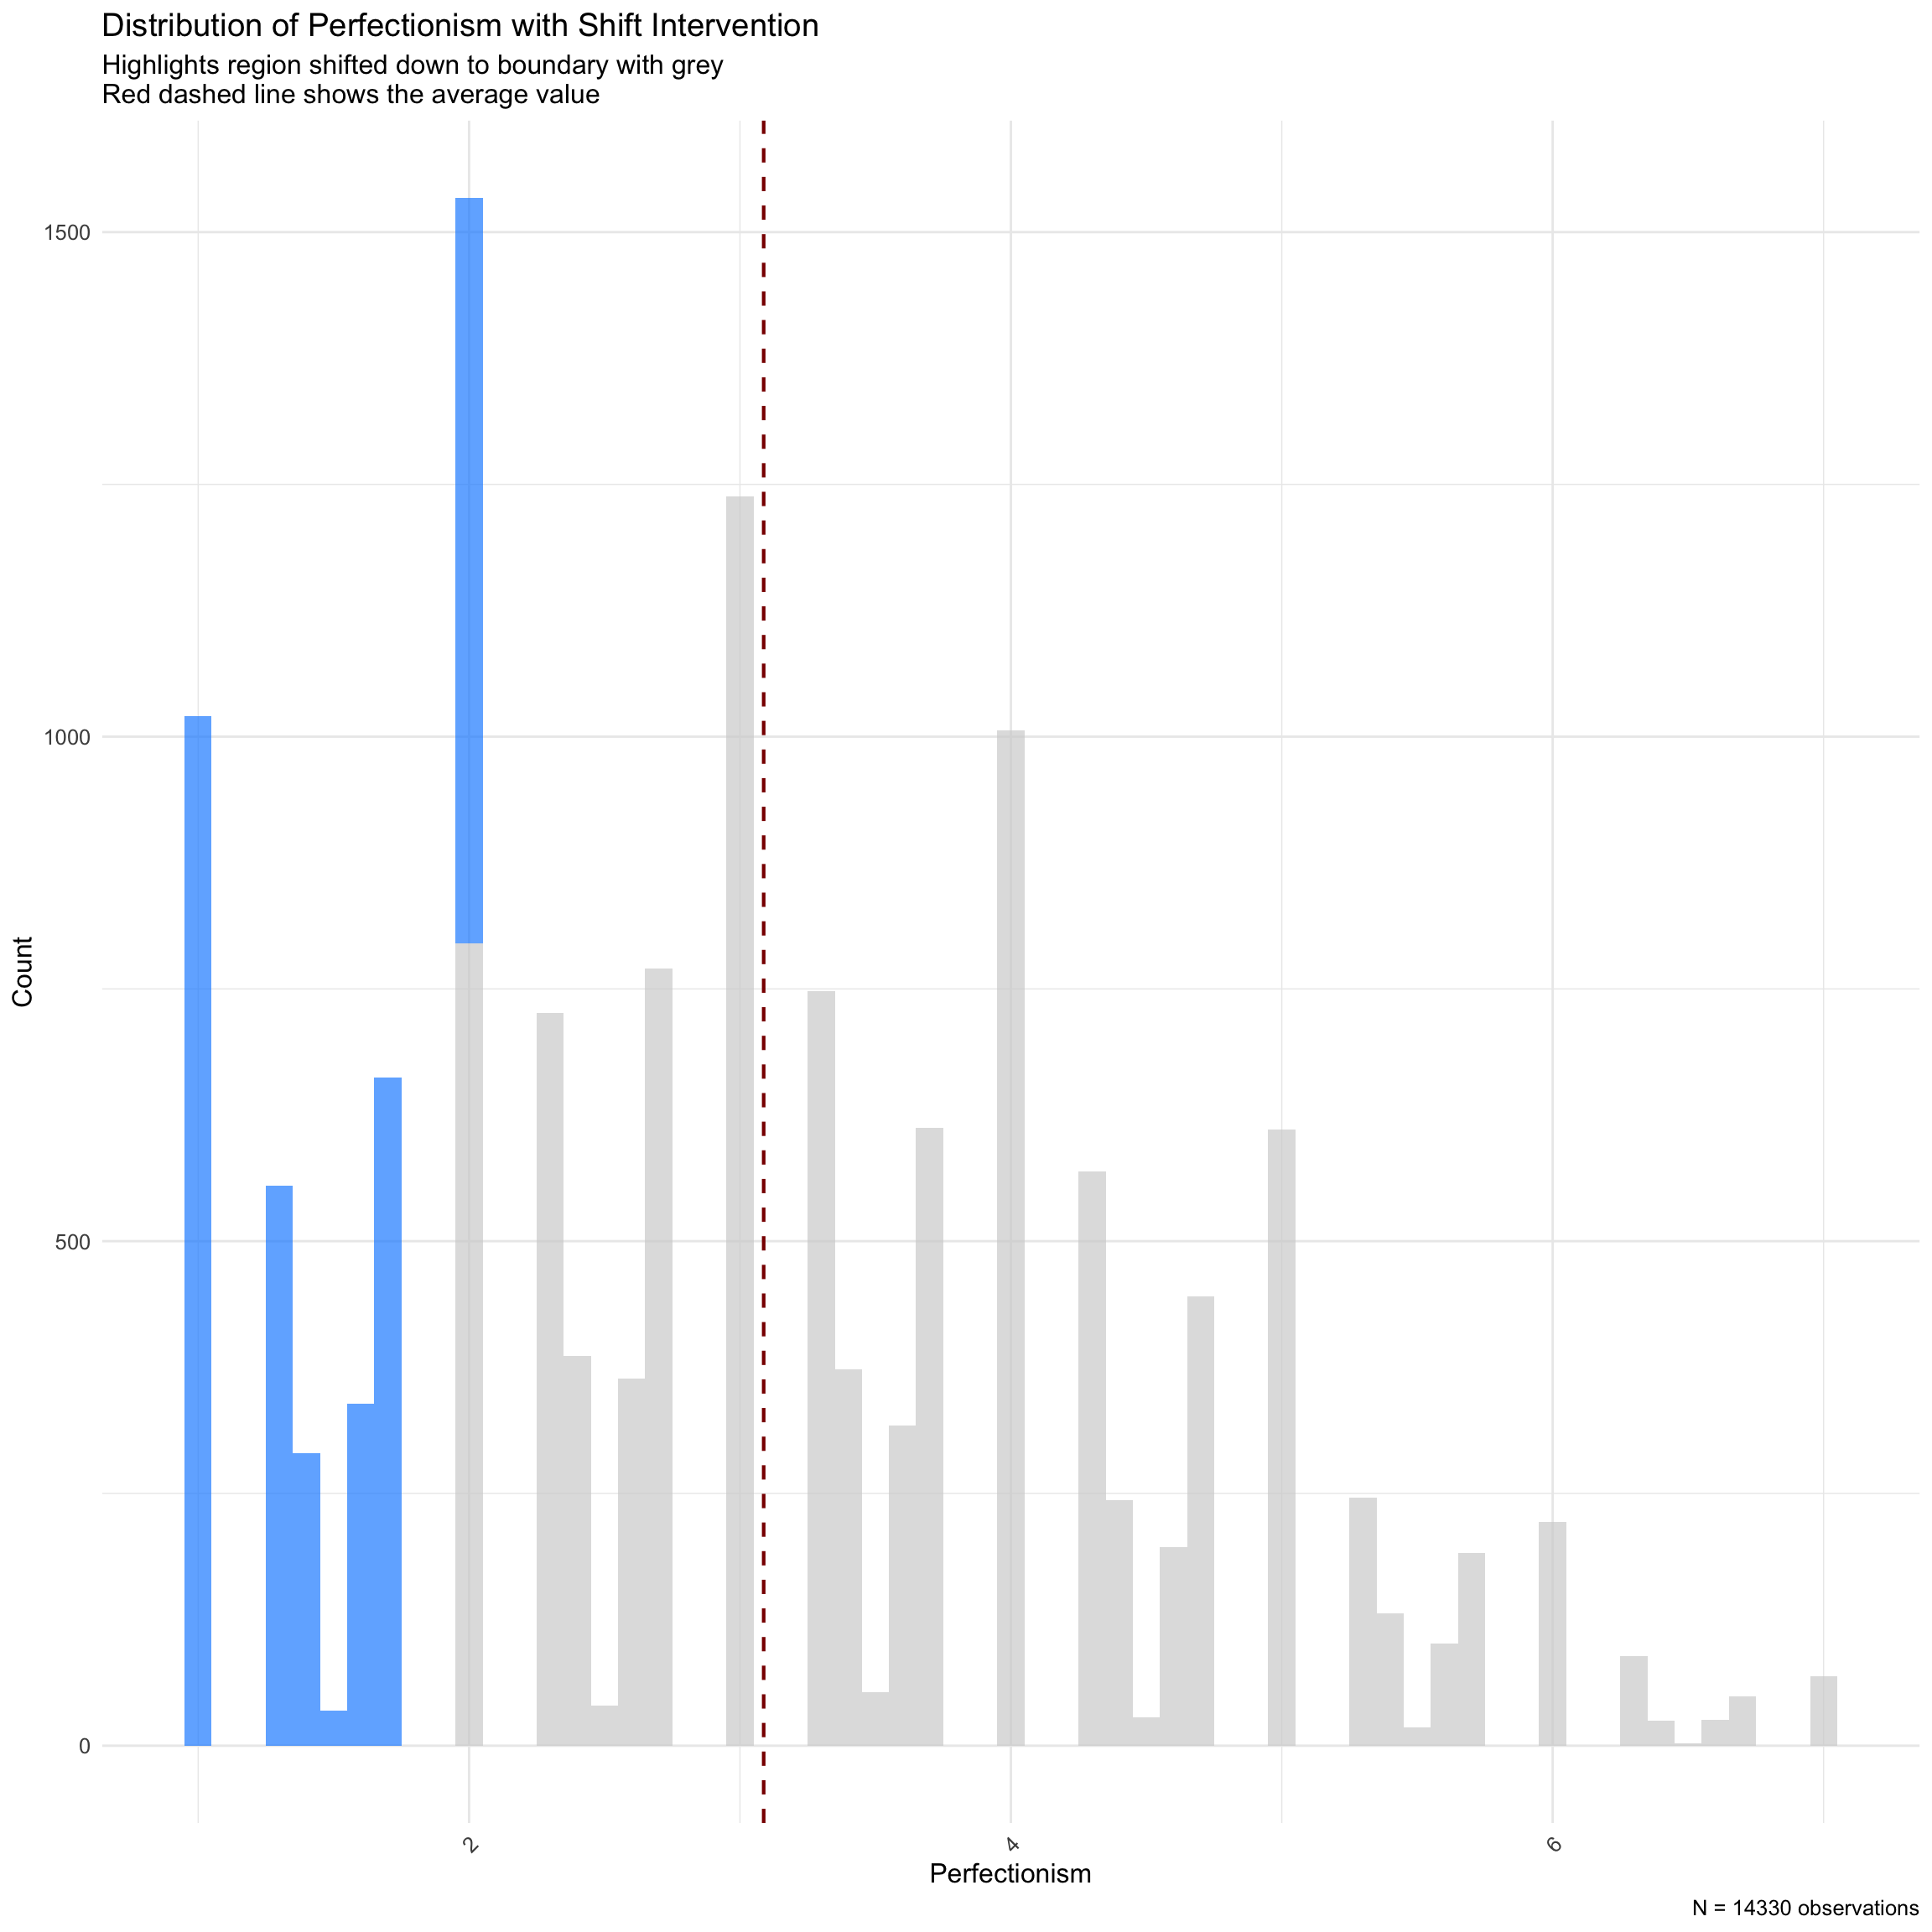 Distribution of Perfectionism with Shift Intervention
Highlights region shifted down to boundary with grey
Red dashed line shows the average value
1500
1000
500
0
Count
2
4
6
Perfectionism
N = 14330 observations